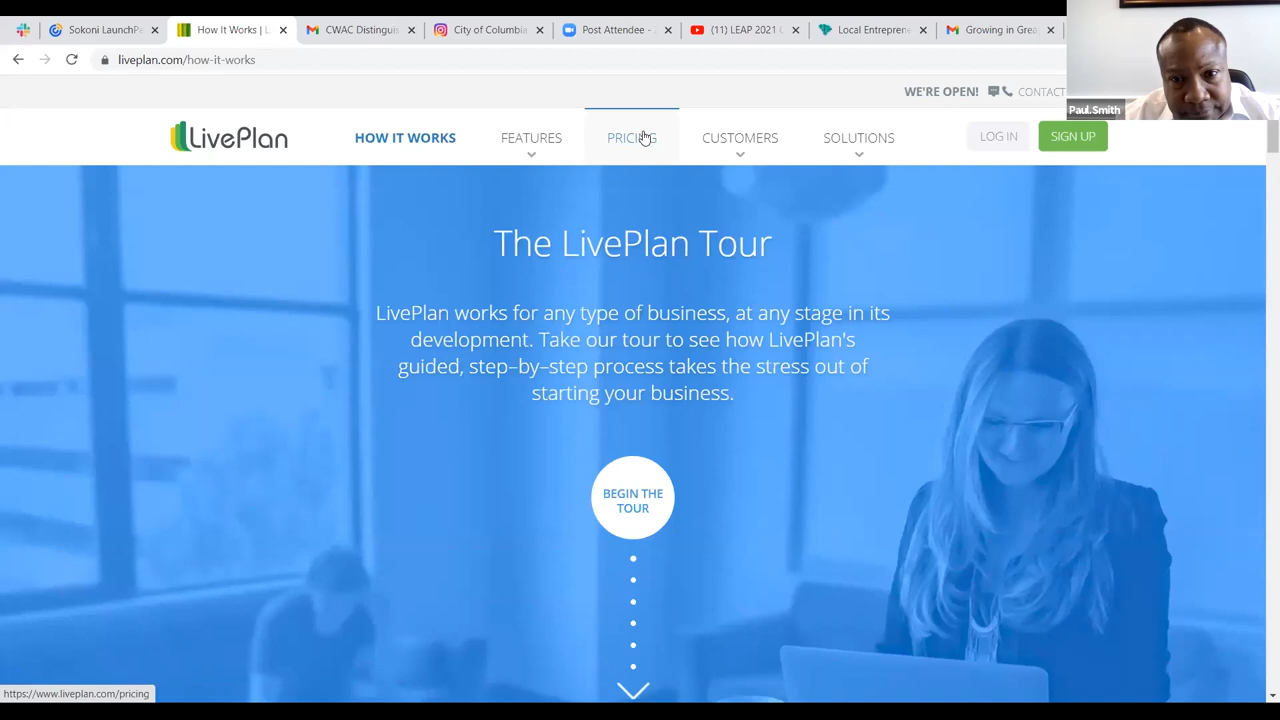 Sokoni LaunchPa
How It Works | L
CWAC Distinguis
City of Columbia
Post Attendee - Z
(11) LEAP 2021 C
Local Entreprene
Growing in Grea
liveplan.com/how-it-works
Paul.Smith
WE'RE OPEN!
CONTACT
LivePlan
HOW IT WORKS
FEATURES
PRICING
CUSTOMERS
SOLUTIONS
LOG IN
SIGN UP
The LivePlan Tour
LivePlan works for any type of business, at any stage in its
development. Take our tour to see how LivePlan's
guided, step–by–step process takes the stress out of
starting your business.
BEGIN THE
TOUR
https://www.liveplan.com/pricing